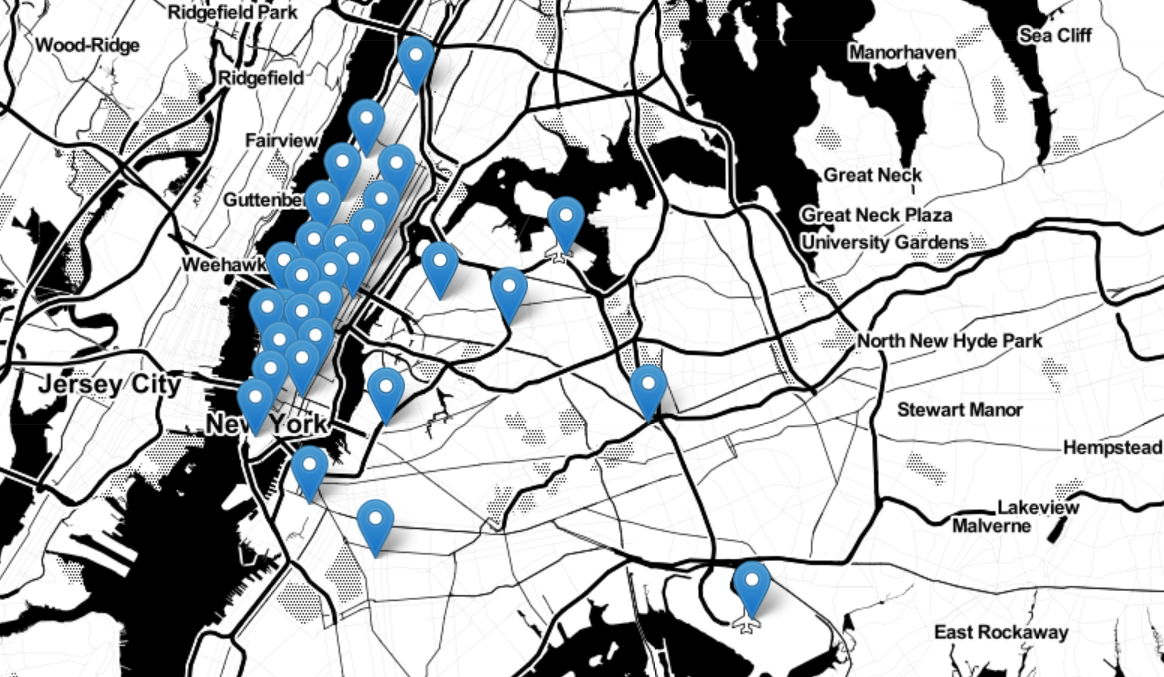 Ridgefield Park
Wood-Ridge
Sea Cliff
Manorhaven
Ridgefield
Fairview
Great Neck
Guttenbe
Great Neck Plaza
University Gardens
Weehawk
North New Hyde Park
Jersey City
Stewart Manor
New York
Hempstead
Lakeview
Malverne
East Rockaway